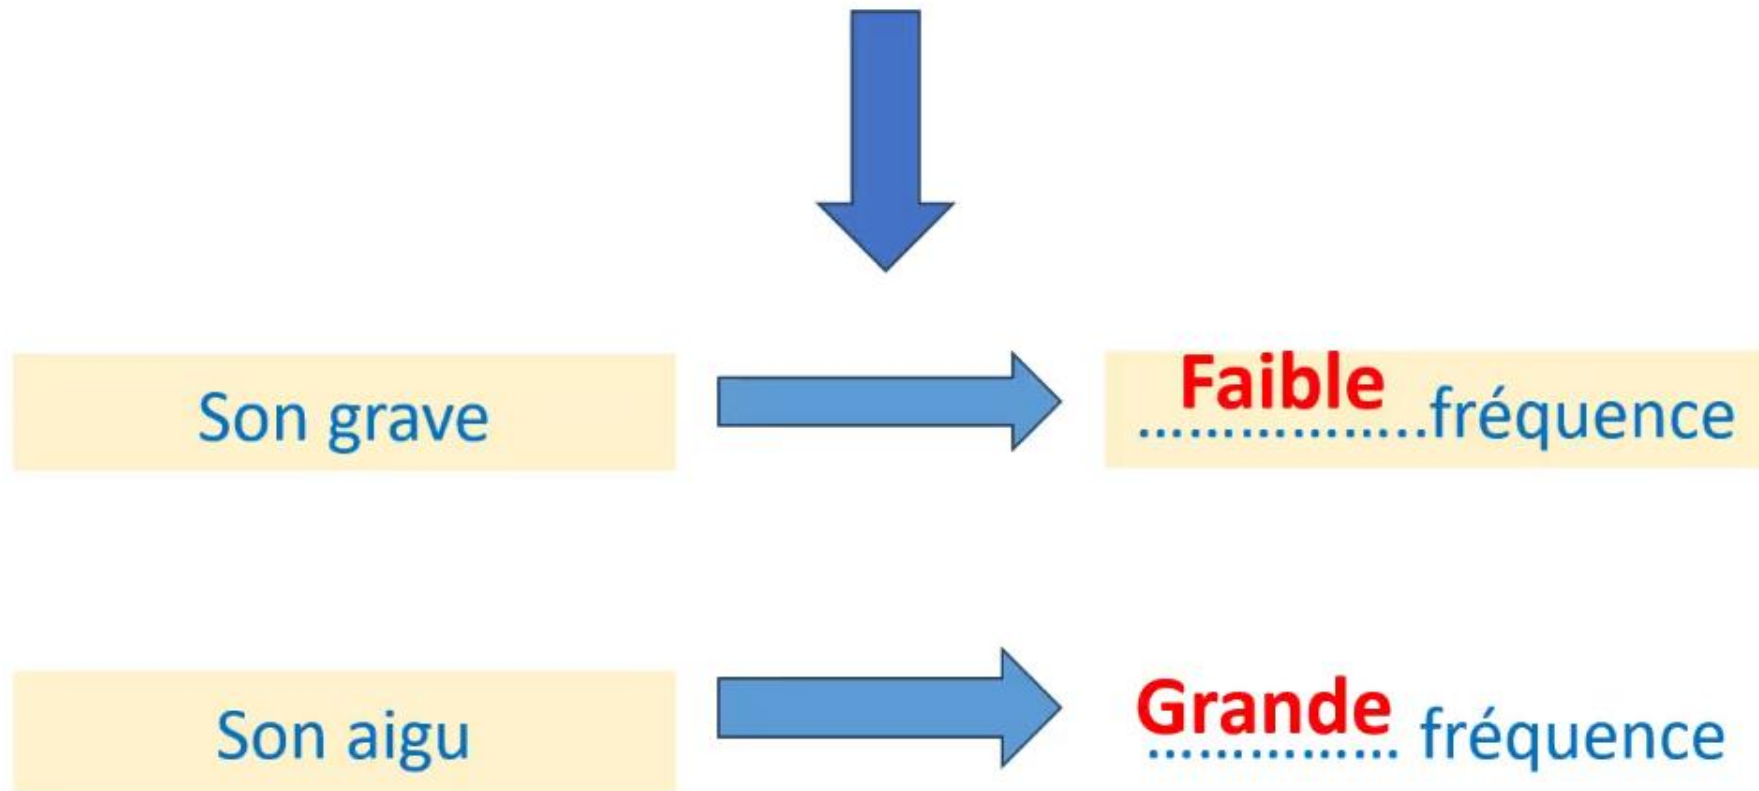 Son grave
Faible
………………..fréquence
Son aigu
Grande
…………… fréquence